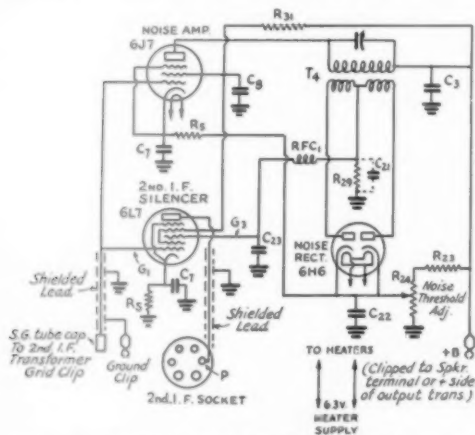 NOISE AMP.
6J7
R31
T4
C8
C3
C7
R5
RFC1
C21
R29
2ND. I.F.
SILENCER
6L7
G3
C23
NOISE
RECT.
6H6
R23
R24
Noise
Threshold
Adj.
G1
C7
R5
Shielded
Lead
Shielded
Lead
C22
S.G. tube cap
To 2nd. I.F.
Transformer
Grid Clip
Ground
Clip
P
2nd. I.F. SOCKET
TO HEATERS
6.3 V.
HEATER
SUPPLY
+B
(Clipped to Spkr.
terminal or + side
of output trans.)